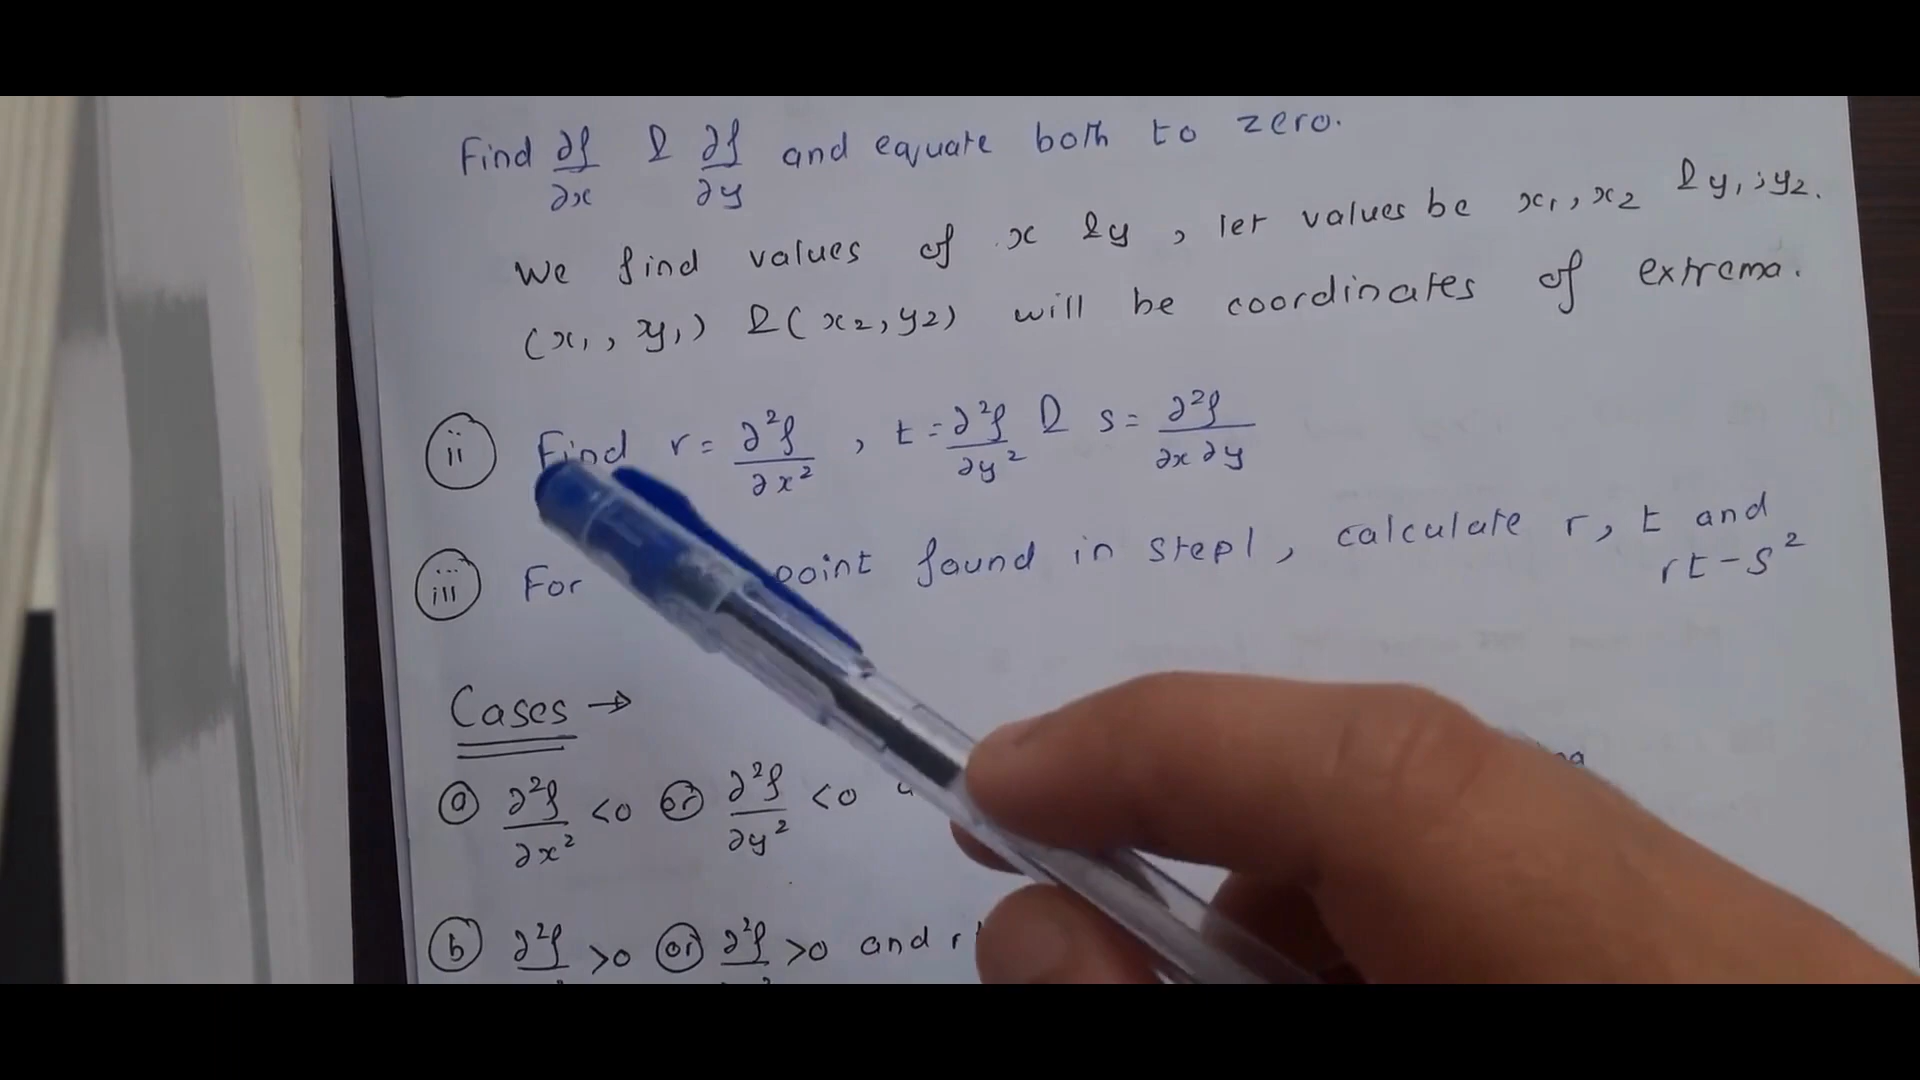 Find ∂f/∂x & ∂f/∂y and equate both to zero.
We find values of x & y, let values be x₁, x₂ & y₁, y₂.
(x₁, y₁) & (x₂, y₂) will be coordinates of extrema.
(ii) Find r = ∂²f/∂x², t = ∂²f/∂y² & s = ∂²f/∂x∂y
(iii) For point found in step1, calculate r, t and
rt - s²
Cases →
(a) ∂²f/∂x² <0 (or) ∂²f/∂y² <0
(b) ∂²f >0 (or) ∂²f >0 and r